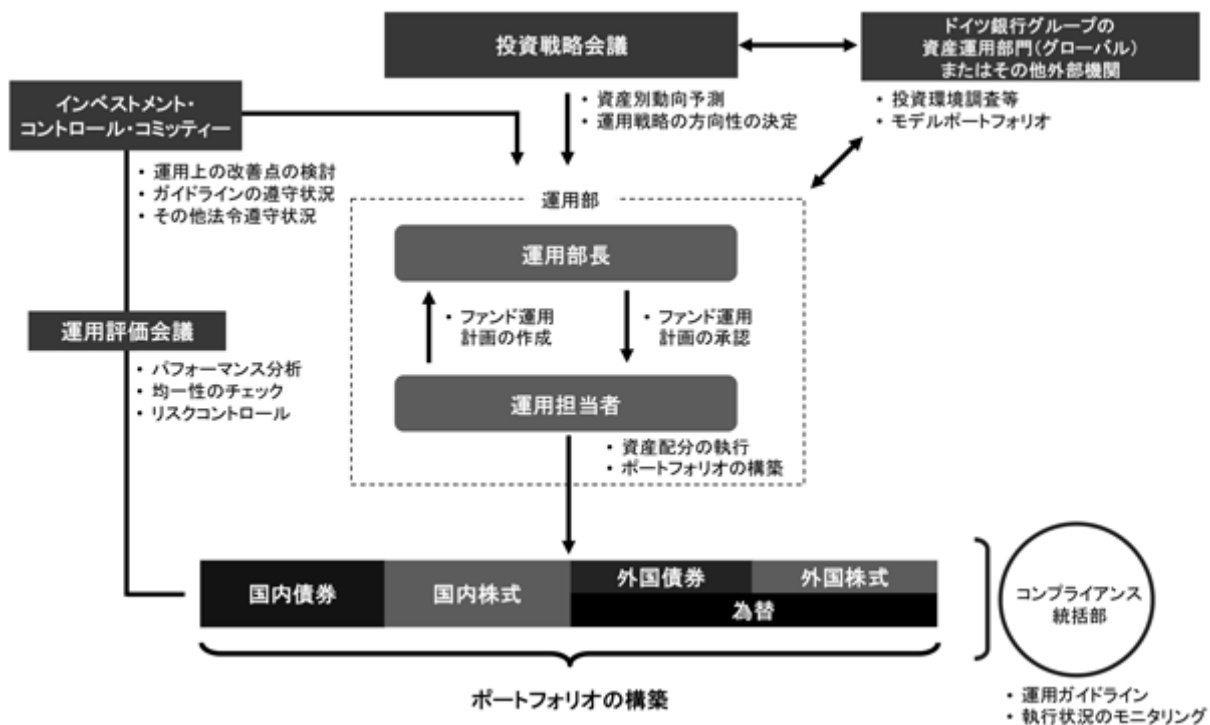 投資戦略会議
ドイツ銀行グループの
資産運用部門(グローバル)
またはその他外部機関
インベストメント・
コントロール・コミッティー
・ 資産別動向予測
・ 運用戦略の方向性の決定
・ 投資環境調査等
・ モデルポートフォリオ
・ 運用上の改善点の検討
・ ガイドラインの遵守状況
・ その他法令遵守状況
運用部
運用部長
・ ファンド運用
計画の作成
・ ファンド運用
計画の承認
運用評価会議
・ パフォーマンス分析
・ 均一性のチェック
・ リスクコントロール
運用担当者
・ 資産配分の執行
・ ポートフォリオの構築
国内債券
国内株式
外国債券
外国株式
為替
コンプライアンス
統括部
ポートフォリオの構築
・ 運用ガイドライン
・ 執行状況のモニタリング